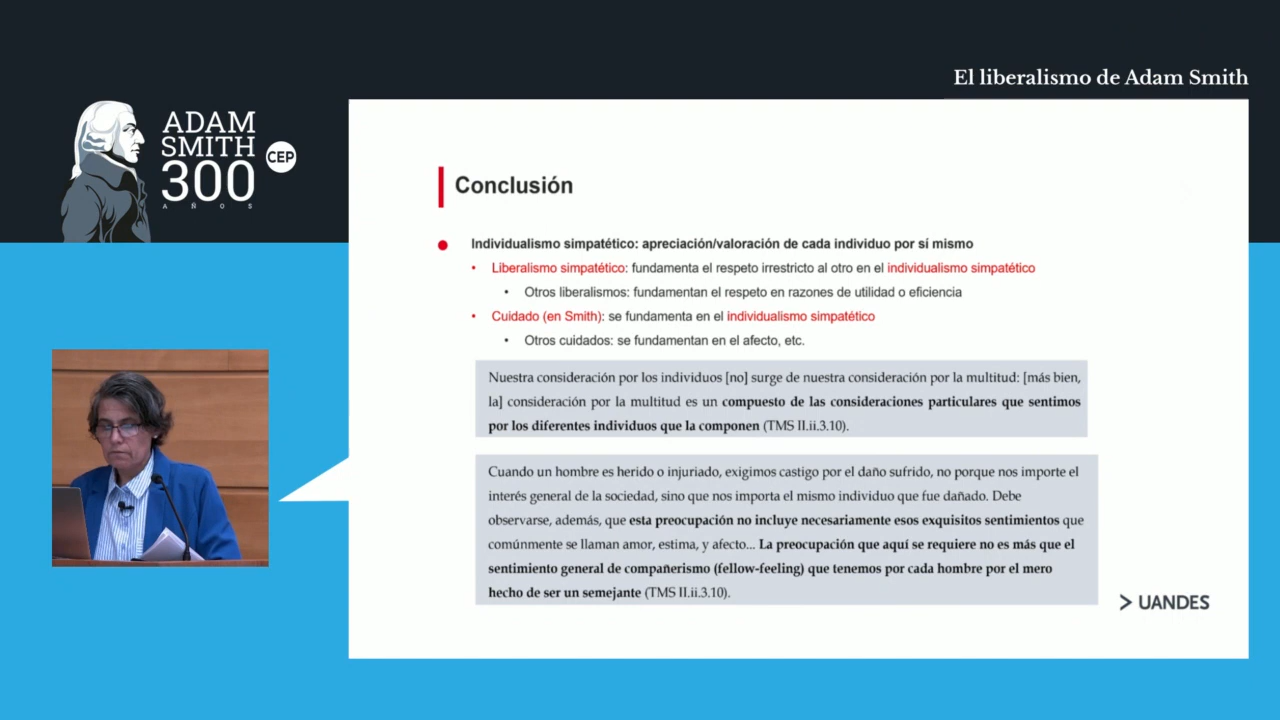 El liberalismo de Adam Smith
ADAM
SMITH
300
AÑOS
CEP
Conclusión
Individualismo simpatético: apreciación/valoración de cada individuo por sí mismo
Liberalismo simpatético: fundamenta el respeto irrestricto al otro en el individualismo simpatético
Otros liberalismos: fundamentan el respeto en razones de utilidad o eficiencia
Cuidado (en Smith): se fundamenta en el individualismo simpatético
Otros cuidados: se fundamentan en el afecto, etc.
Nuestra consideración por los individuos [no] surge de nuestra consideración por la multitud: [más bien,
la] consideración por la multitud es un compuesto de las consideraciones particulares que sentimos
por los diferentes individuos que la componen (TMS II.ii.3.10).
Cuando un hombre es herido o injuriado, exigimos castigo por el daño sufrido, no porque nos importe el
interés general de la sociedad, sino que nos importa el mismo individuo que fue dañado. Debe
observarse, además, que esta preocupación no incluye necesariamente esos exquisitos sentimientos que
comúnmente se llaman amor, estima, y afecto... La preocupación que aquí se requiere no es más que el
sentimiento general de compañerismo (fellow-feeling) que tenemos por cada hombre por el mero
hecho de ser un semejante (TMS II.ii.3.10).
UANDES